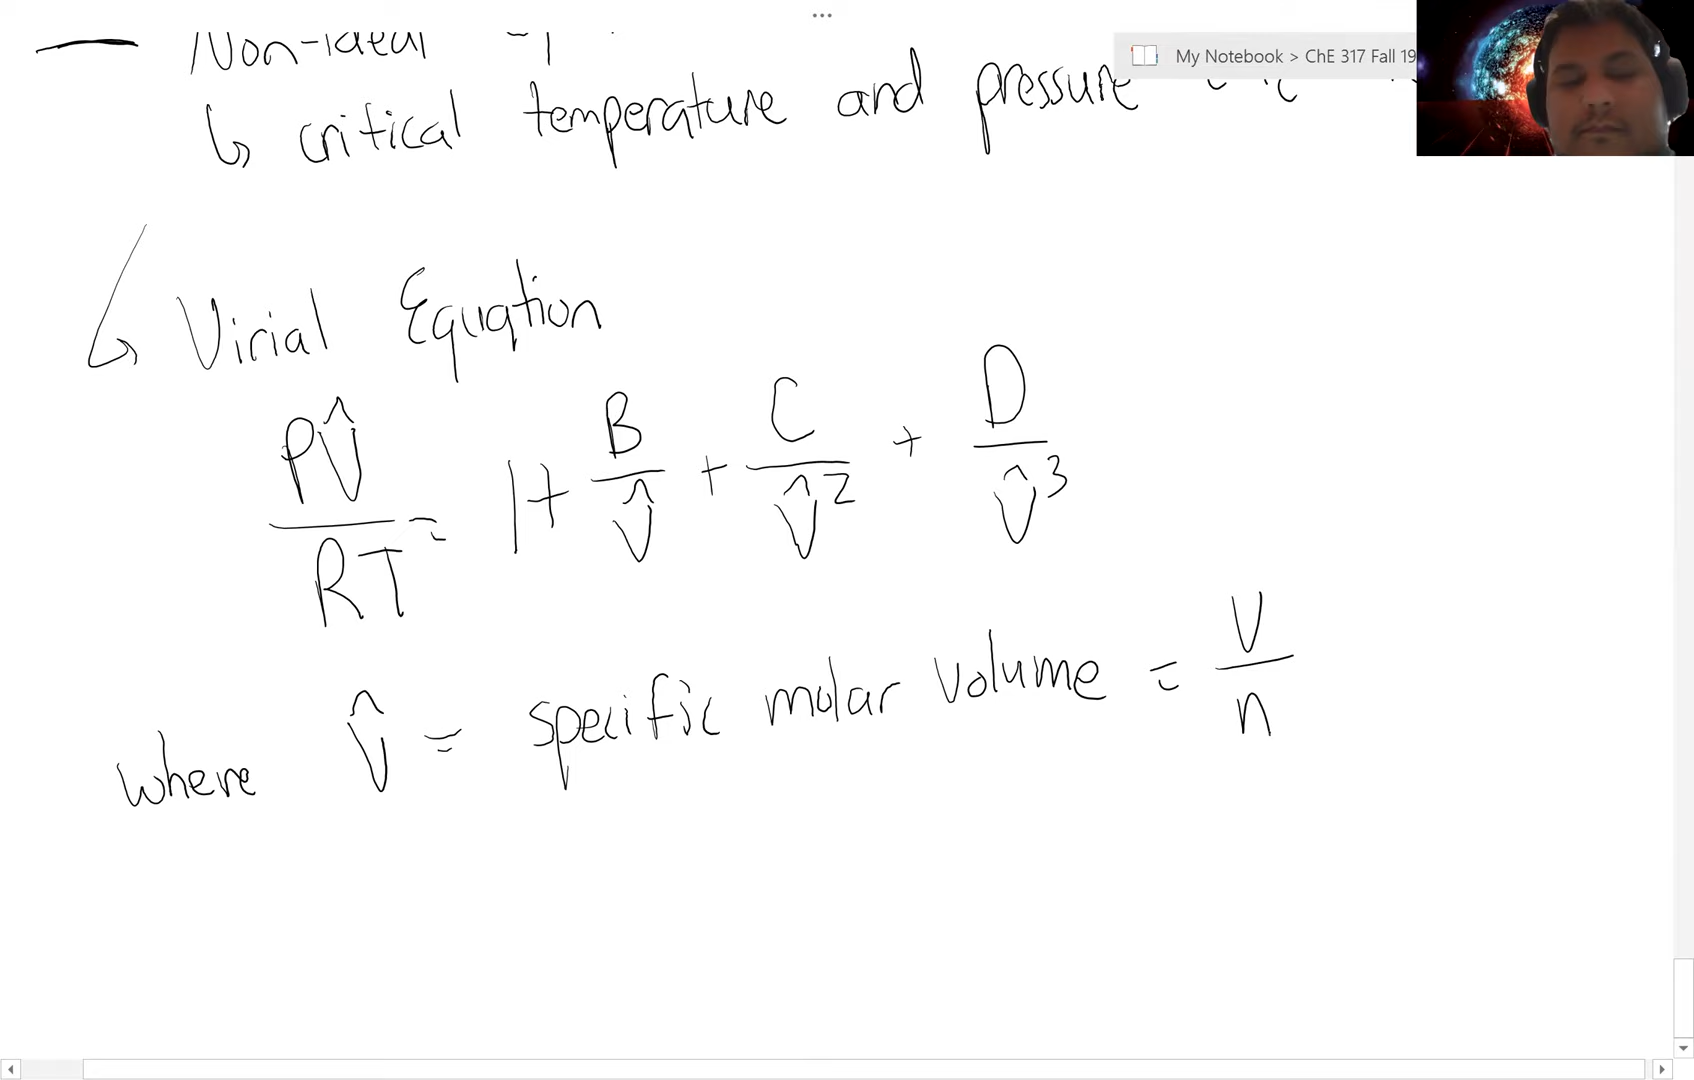 Non-ideal
My Notebook > ChE 317 Fall 19
↳ critical temperature and pressure
↳ Virial Equation
PV̂/RT = 1 + B/V̂ + C/V̂² + D/V̂³
where V̂ = specific molar volume = V/n